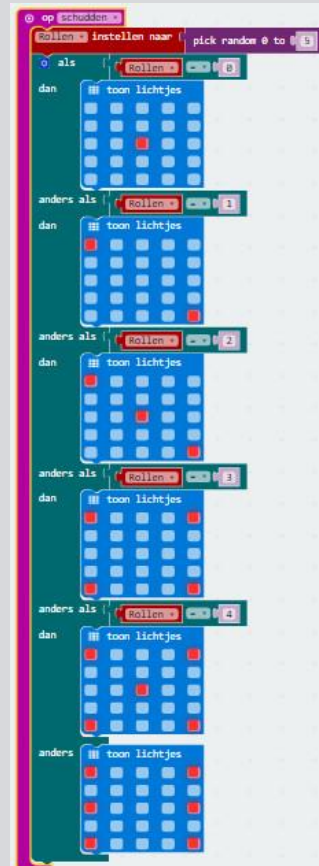 op schudden
Rollen instellen naar pick random 0 to 5
als Rollen = 0
dan toon lichtjes
anders als Rollen = 1
dan toon lichtjes
anders als Rollen = 2
dan toon lichtjes
anders als Rollen = 3
dan toon lichtjes
anders als Rollen = 4
dan toon lichtjes
anders toon lichtjes